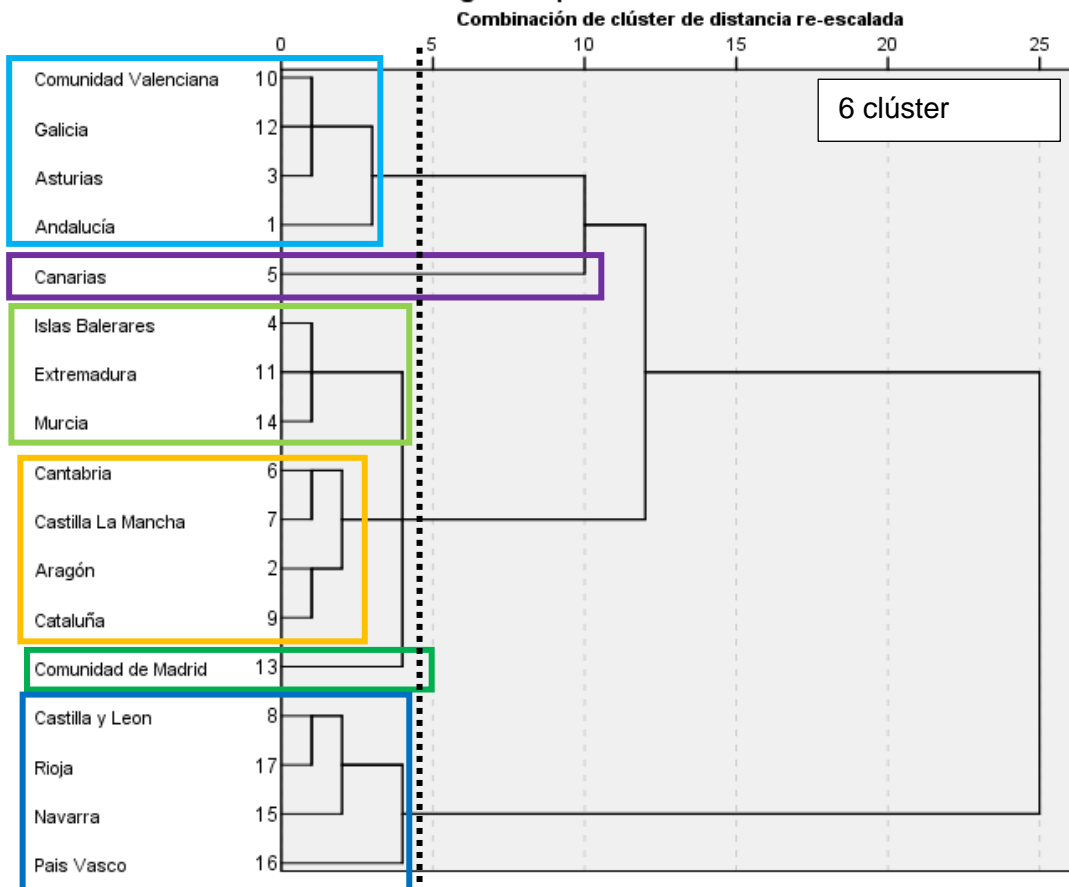 Combinación de clúster de distancia re-escalada
0 5 10 15 20 25
6 clúster
Comunidad Valenciana 10
Galicia 12
Asturias 3
Andalucía 1
Canarias 5
Islas Balerares 4
Extremadura 11
Murcia 14
Cantabria 6
Castilla La Mancha 7
Aragón 2
Cataluña 9
Comunidad de Madrid 13
Castilla y Leon 8
Rioja 17
Navarra 15
Pais Vasco 16